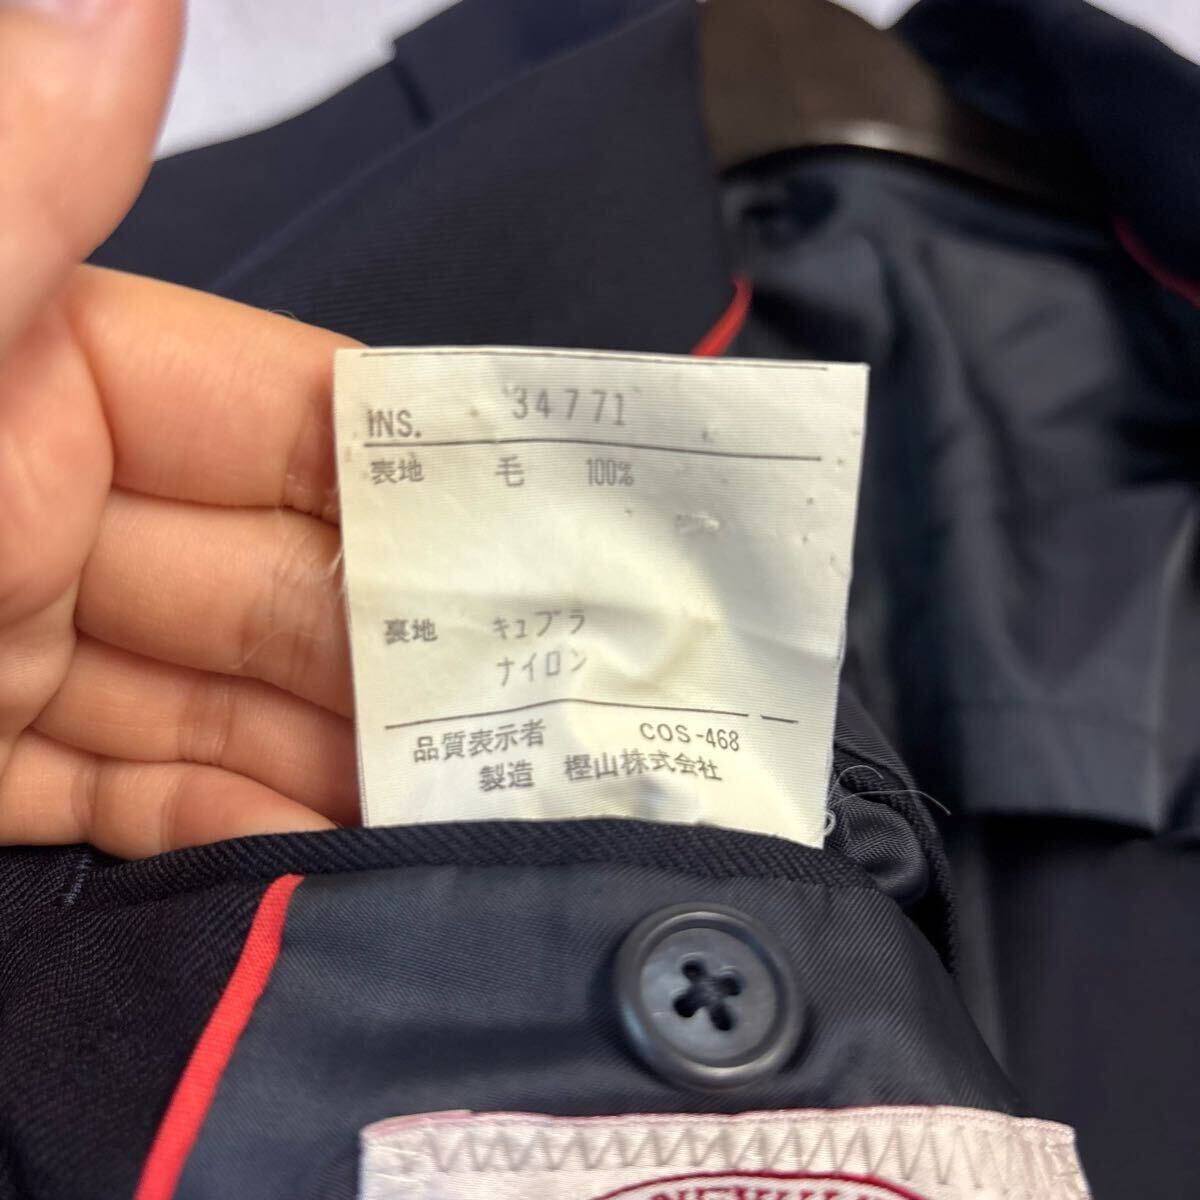 INS. 34771
表地 毛 100%
裏地 キュプラ
ナイロン
品質表示者 COS-468
製造 樫山株式会社